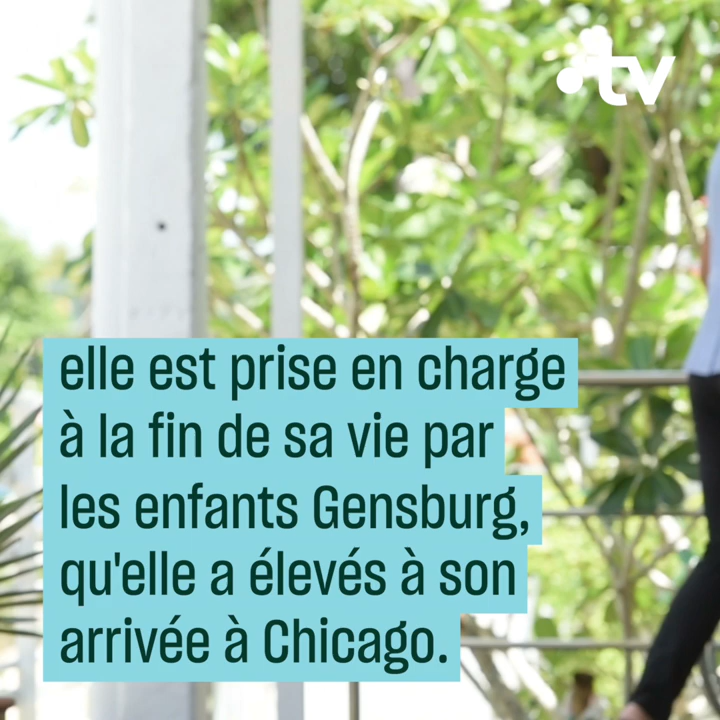 .tv
elle est prise en charge
à la fin de sa vie par
les enfants Gensburg,
qu'elle a élevés à son
arrivée à Chicago.